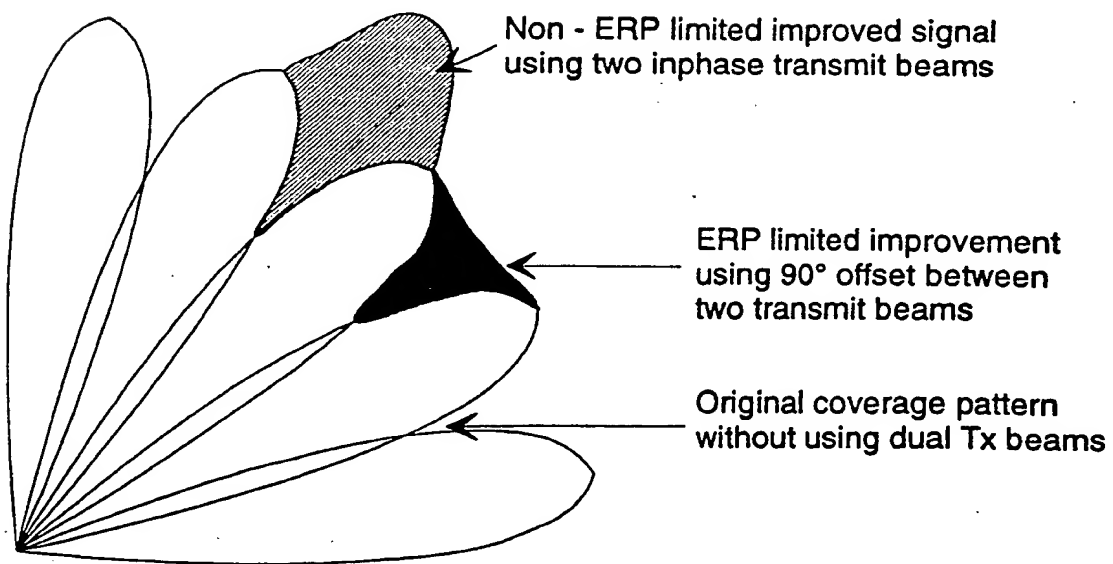 Non - ERP limited improved signal
using two inphase transmit beams
ERP limited improvement
using 90° offset between
two transmit beams
Original coverage pattern
without using dual Tx beams